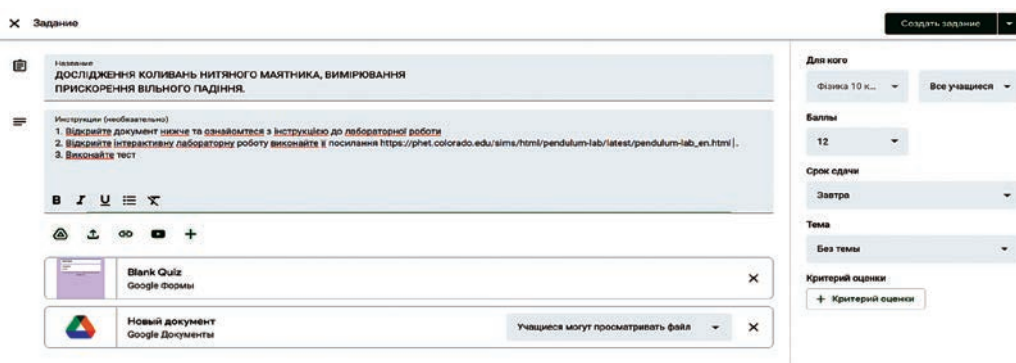 Задание
Создать задание
Название
ДОСЛІДЖЕННЯ КОЛИВАНЬ НИТЯНОГО МАЯТНИКА, ВИМІРЮВАННЯ
ПРИСКОРЕННЯ ВІЛЬНОГО ПАДІННЯ.
Инструкции (необязательно)
1. Відкрийте документ нижче та ознайомтеся з інструкцією до лабораторної роботи
2. Відкрийте інтерактивну лабораторну роботу виконайте її посилання https://phet.colorado.edu/sims/html/pendulum-lab/latest/pendulum-lab_en.html .
3. Виконайте тест
B I U
Blank Quiz
Google Формы
Новый документ
Google Документы
Учащиеся могут просматривать файл
Для кого
Фізика 10 к... Все учащиеся
Баллы
12
Срок сдачи
Завтра
Тема
Без темы
Критерий оценки
+ Критерий оценки